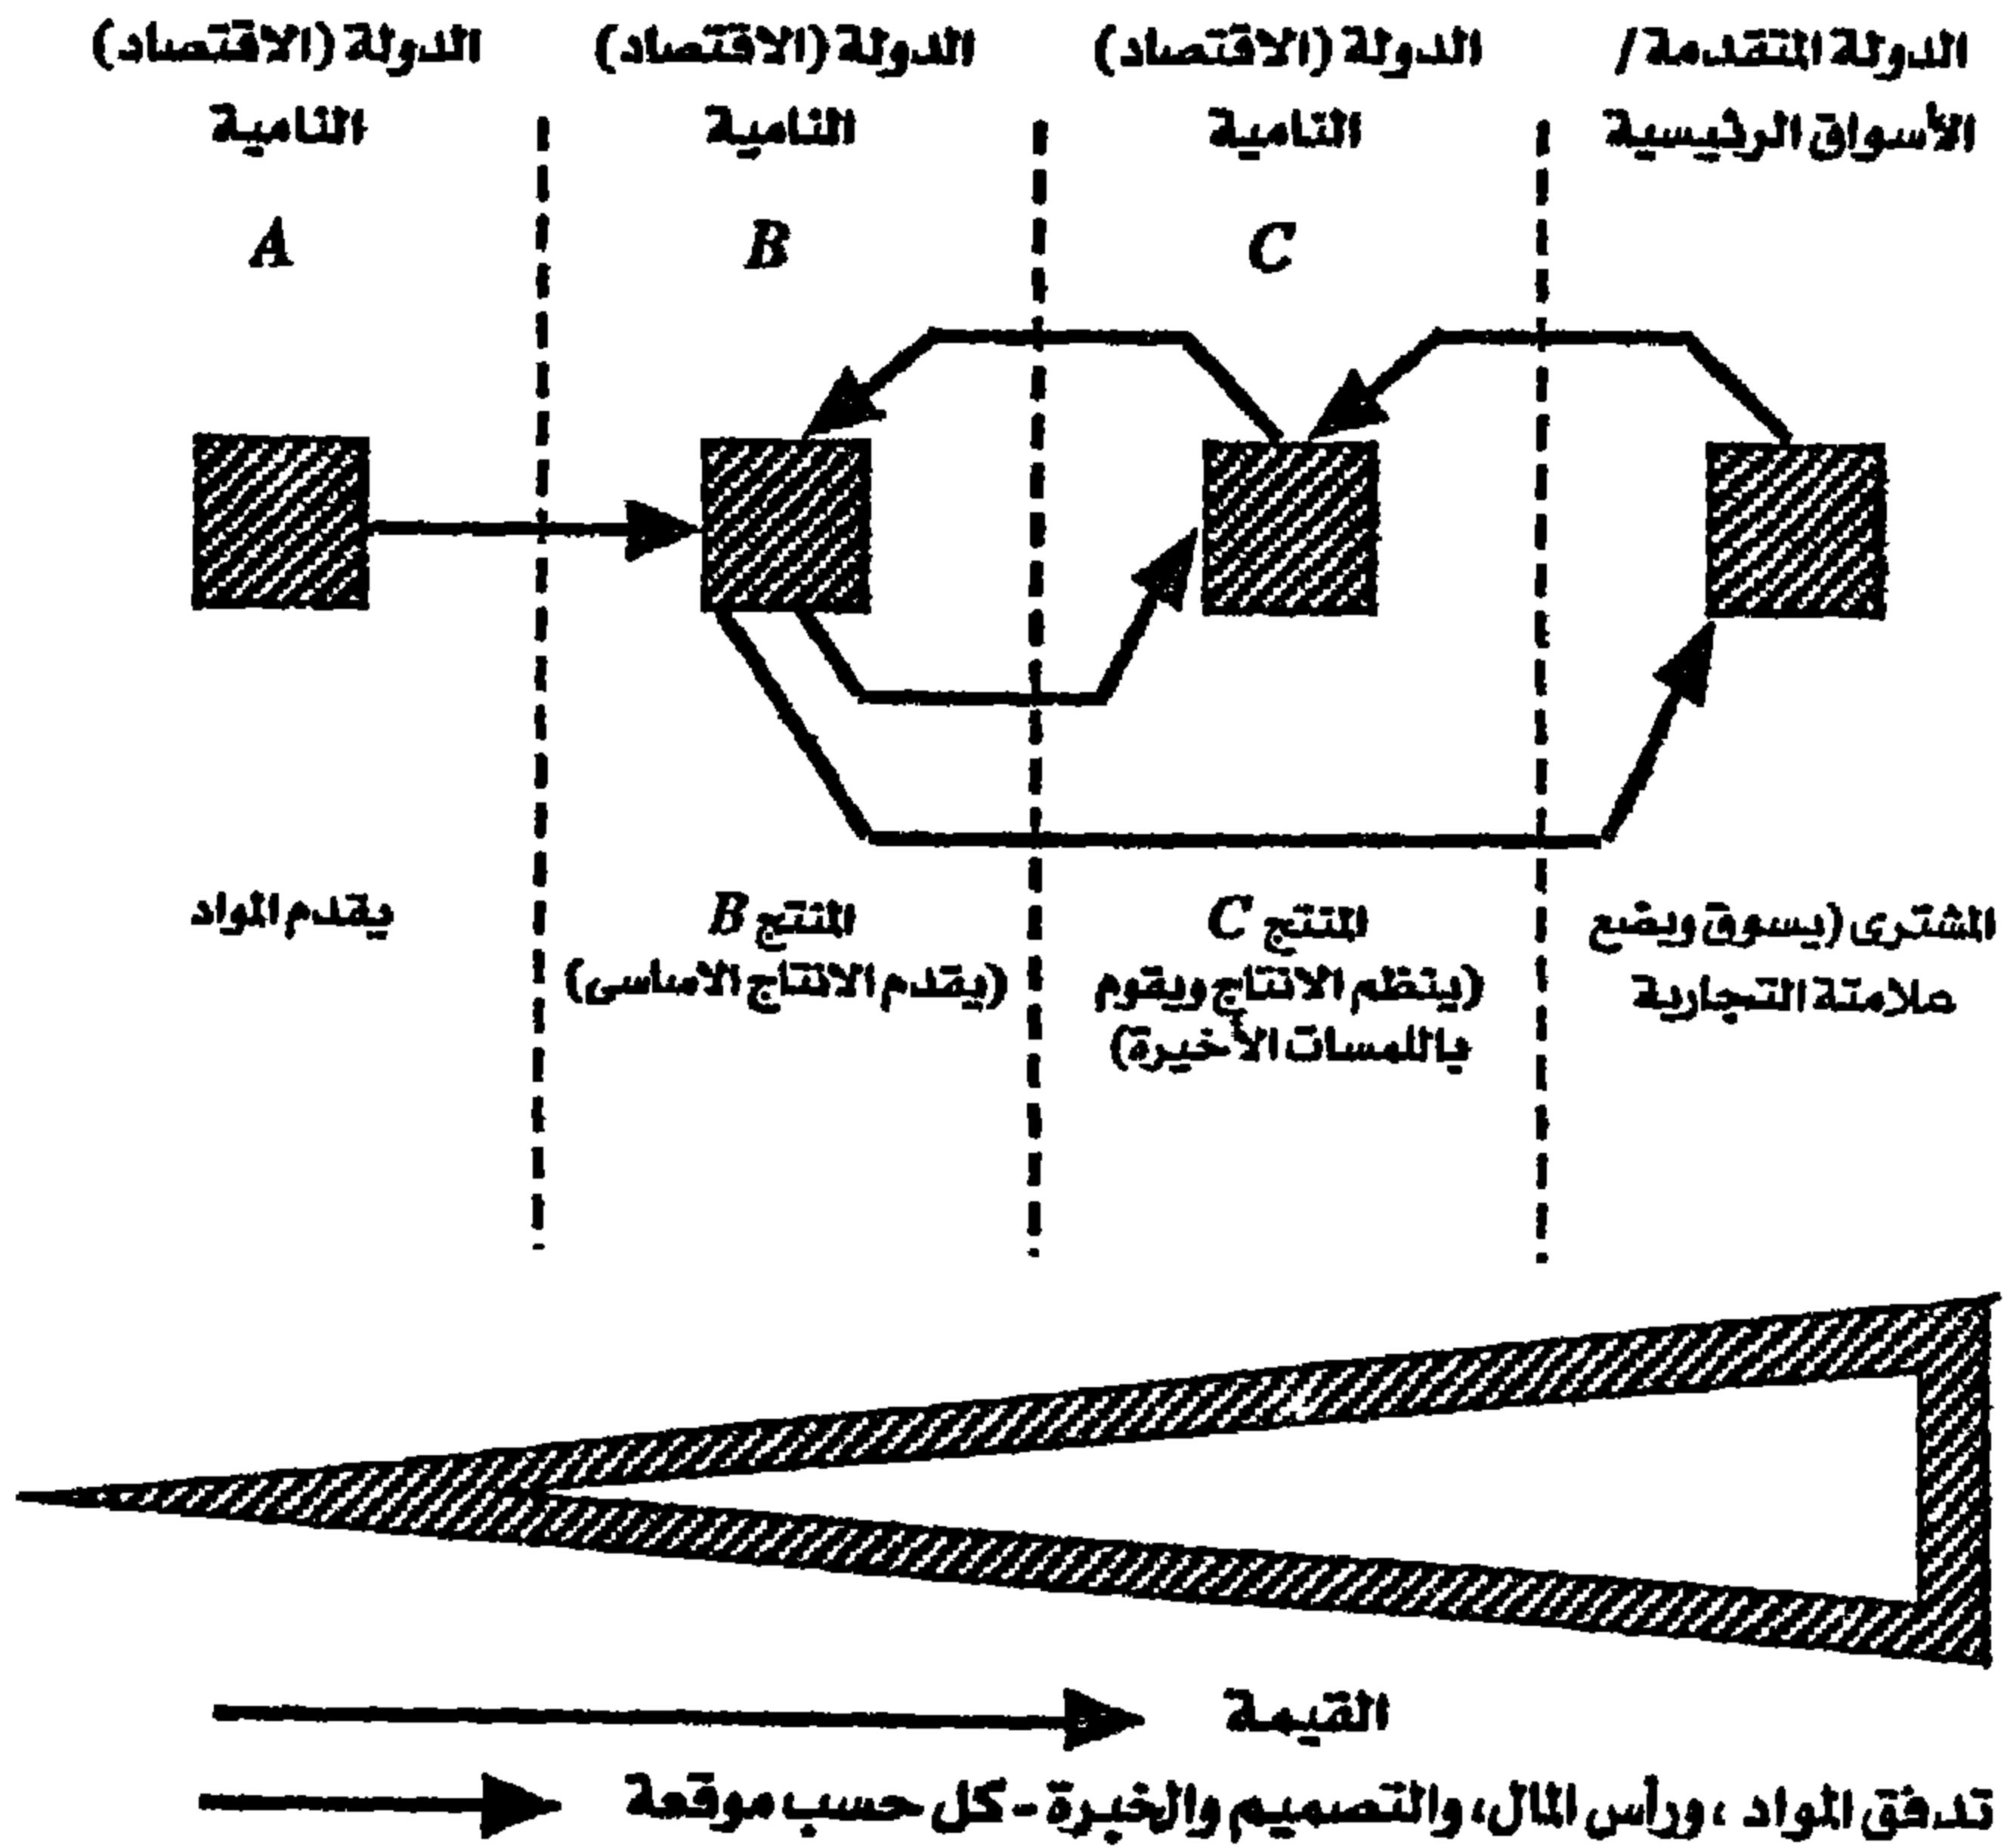 الدولة المتقدمة/
الأسواق الرئيسية
الدولة (الاقتصاد)
النامية
C
الدولة (الاقتصاد)
النامية
B
الدولة (الاقتصاد)
النامية
A
المشترى (يسوق ويضع
علامتة التجارية
المنتج C
(ينظم الانتاج ويقوم
باللمسات الأخيرة)
المنتج B
(يقدم الانتاج الاساسى)
يقدم المواد
القيمة
تدفق المواد ، ورأس المال، والتصميم والخبرة - كل حسب موقعة